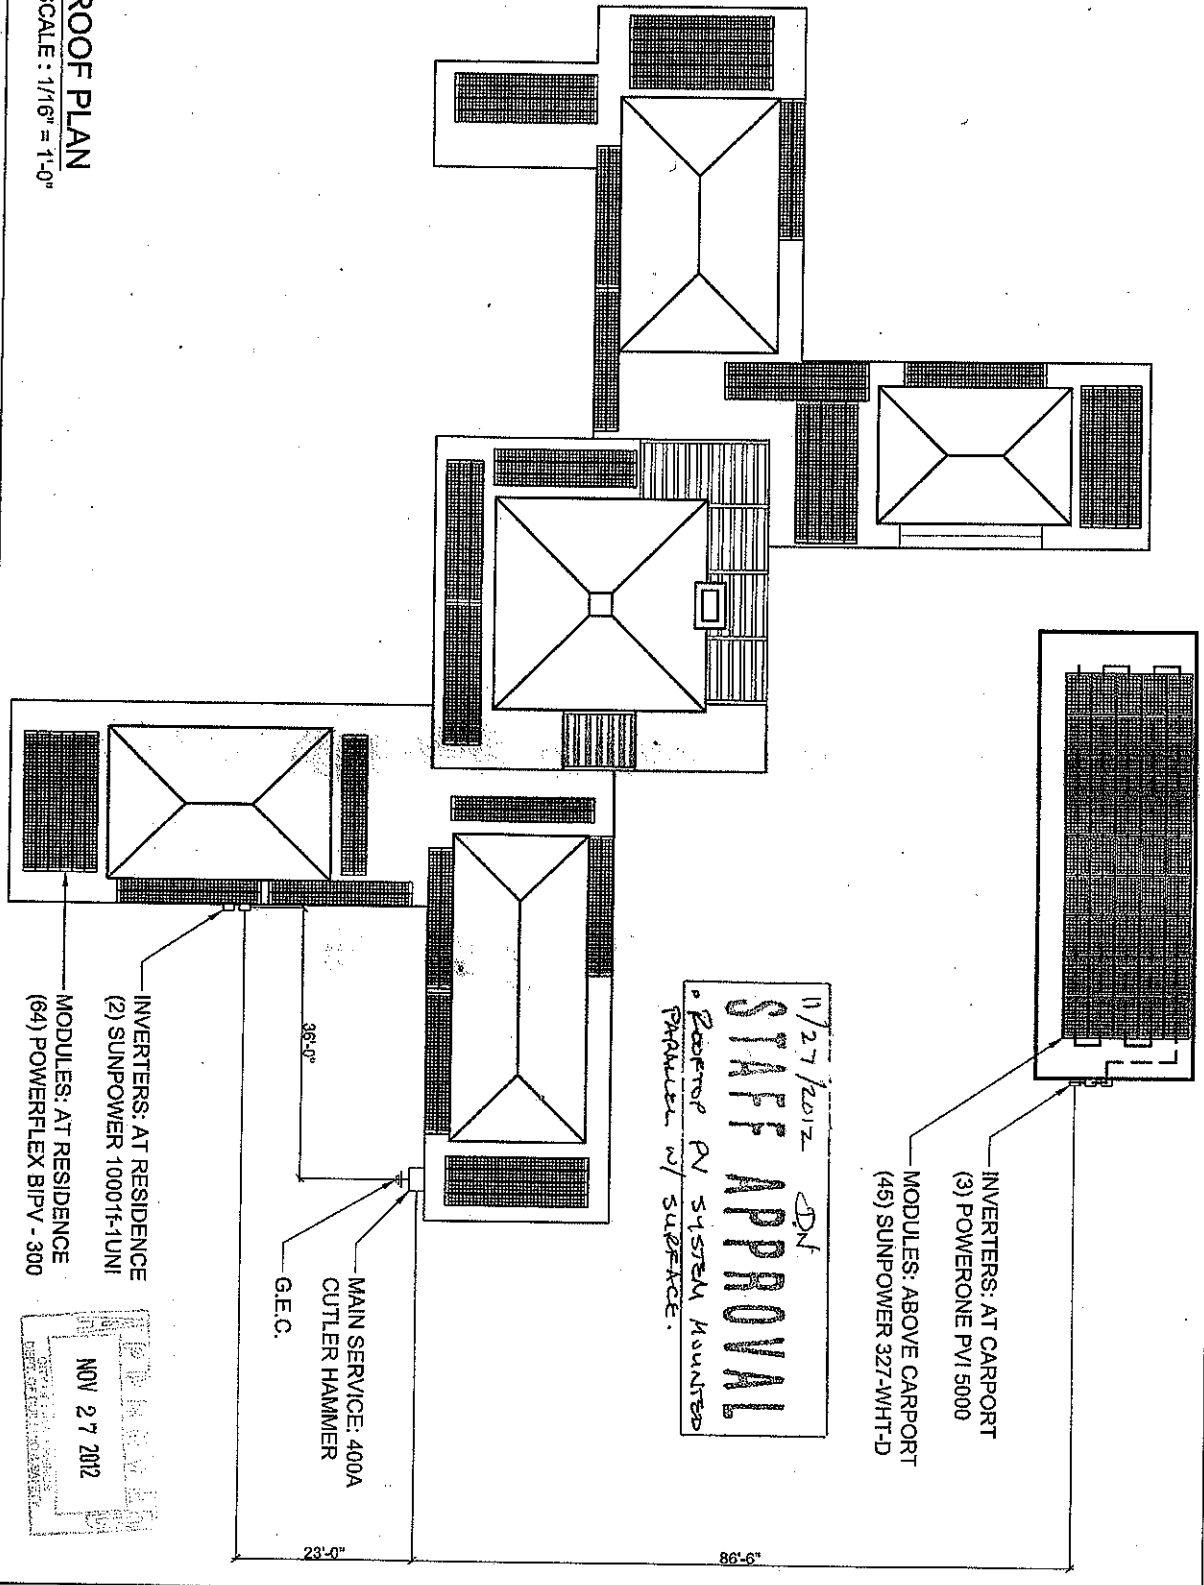 ROOF PLAN
SCALE : 1/16" = 1'-0"
INVERTERS: AT CARPORT
(3) POWERONE PVI 5000
MODULES: ABOVE CARPORT
(45) SUNPOWER 327-WHT-D
11/27/2012 DN
STAFF APPROVAL
• ROOFTOP PV SYSTEM MOUNTED
PARALLEL W/ SURFACE.
86'-6"
23'-0"
36'-0"
MAIN SERVICE: 400A
CUTLER HAMMER
G.E.C.
INVERTERS: AT RESIDENCE
(2) SUNPOWER 10001f-1UNI
MODULES: AT RESIDENCE
(64) POWERFLEX BIPV - 300
APPROVED
NOV 27 2012